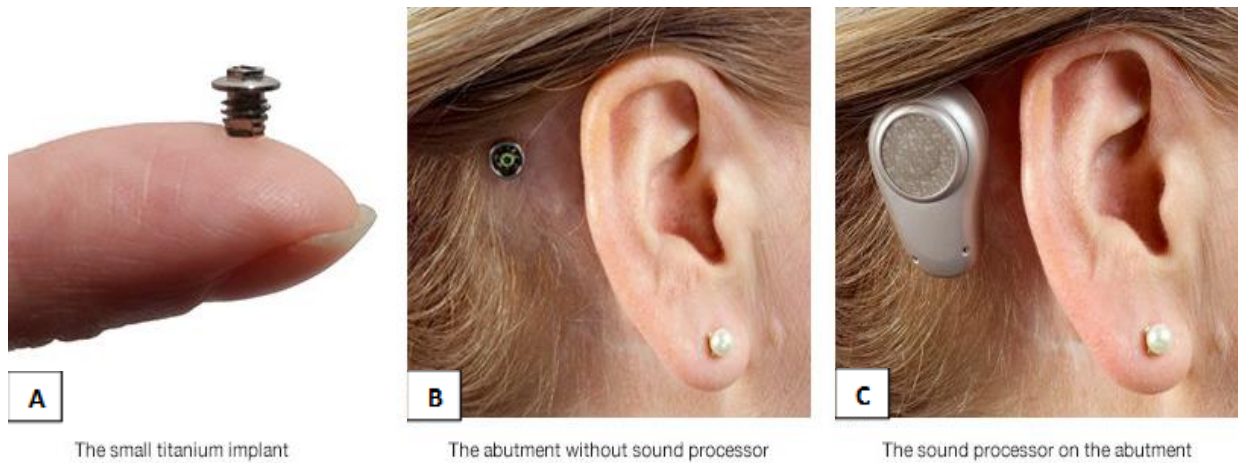 A
B
C
The small titanium implant
The abutment without sound processor
The sound processor on the abutment